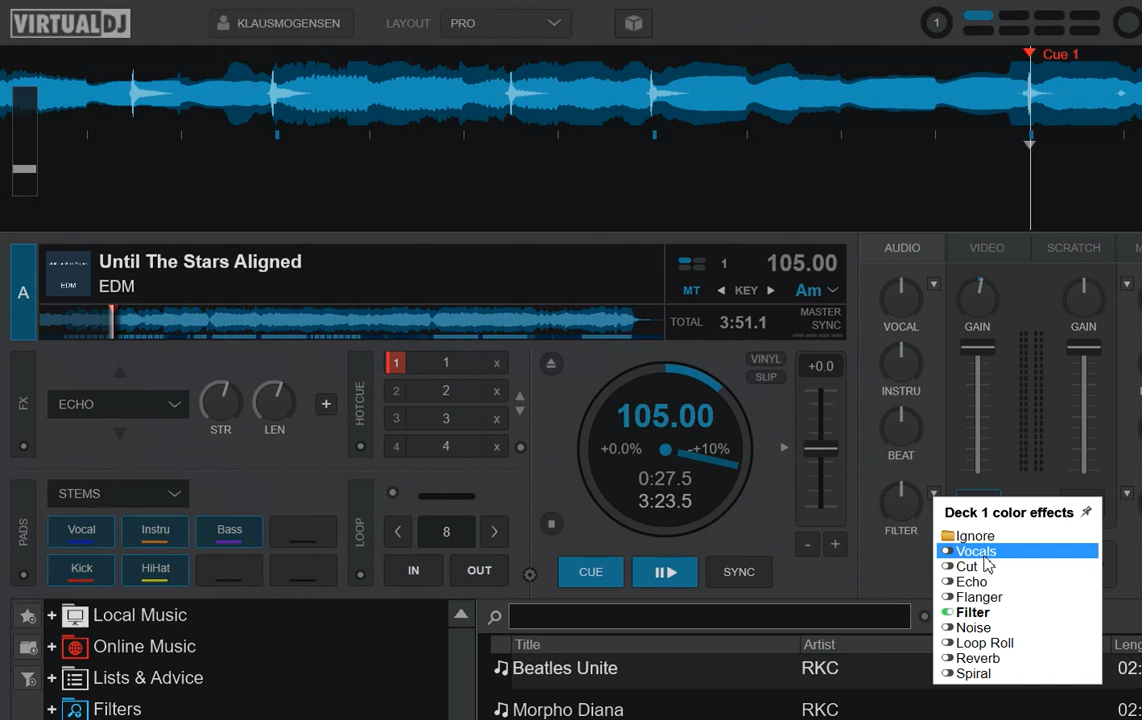 VIRTUALDJ
KLAUSMOGENSEN
LAYOUT
PRO
1
Cue 1
A
Until The Stars Aligned
EDM
1
105.00
MT
KEY
Am
TOTAL
3:51.1
MASTER
SYNC
AUDIO
VIDEO
SCRATCH
VOCAL
GAIN
GAIN
INSTRU
BEAT
FILTER
FX
ECHO
STR
LEN
+
HOTCUE
1 1 x
2 2 x
3 3 x
4 4 x
VINYL
SLIP
105.00
+0.0%
-+10%
0:27.5
3:23.5
+0.0
- +
PADS
STEMS
Vocal
Instru
Bass
Kick
HiHat
LOOP
8
IN
OUT
CUE
SYNC
Deck 1 color effects
Ignore
Vocals
Cut
Echo
Flanger
Filter
Noise
Loop Roll
Reverb
Spiral
+ Local Music
+ Online Music
+ Lists & Advice
+ Filters
Title
Artist
Beatles Unite
RKC
02:
Morpho Diana
RKC
02: